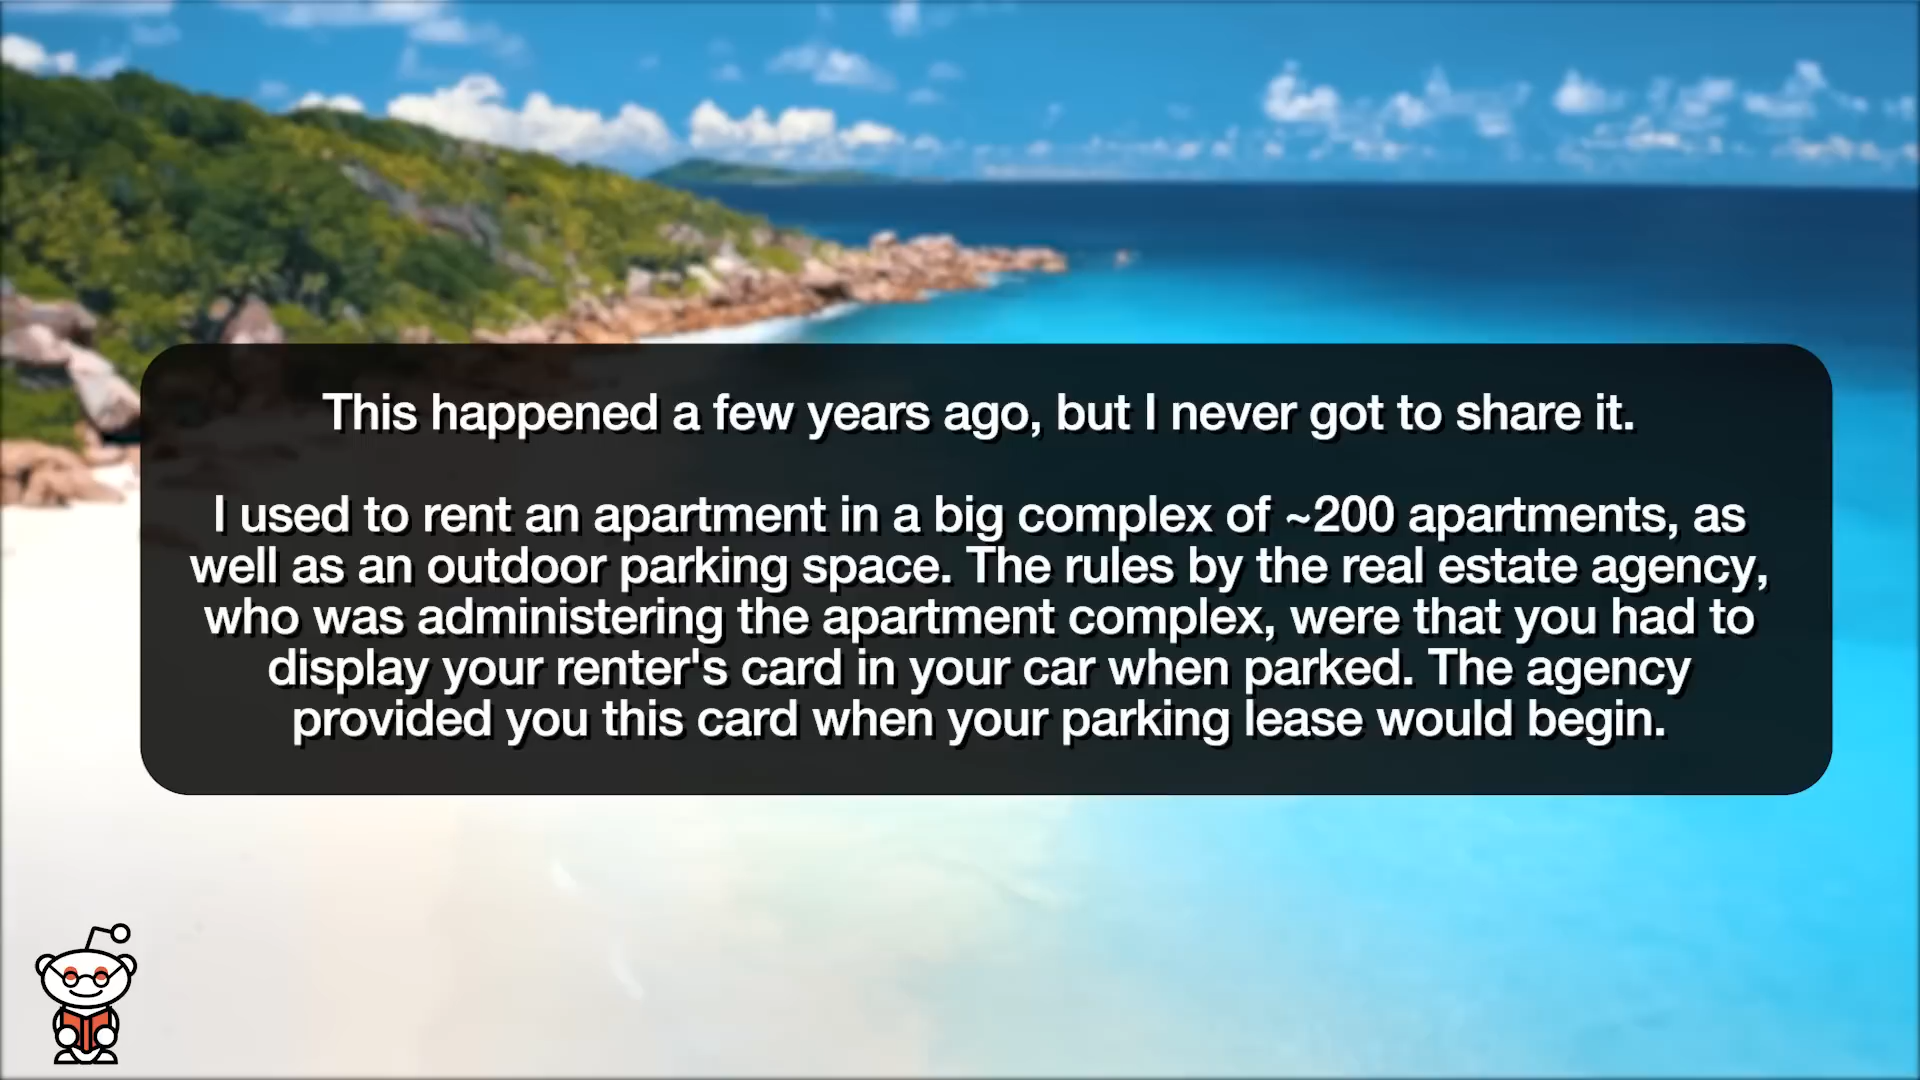 This happened a few years ago, but I never got to share it.
I used to rent an apartment in a big complex of ~200 apartments, as
well as an outdoor parking space. The rules by the real estate agency,
who was administering the apartment complex, were that you had to
display your renter's card in your car when parked. The agency
provided you this card when your parking lease would begin.